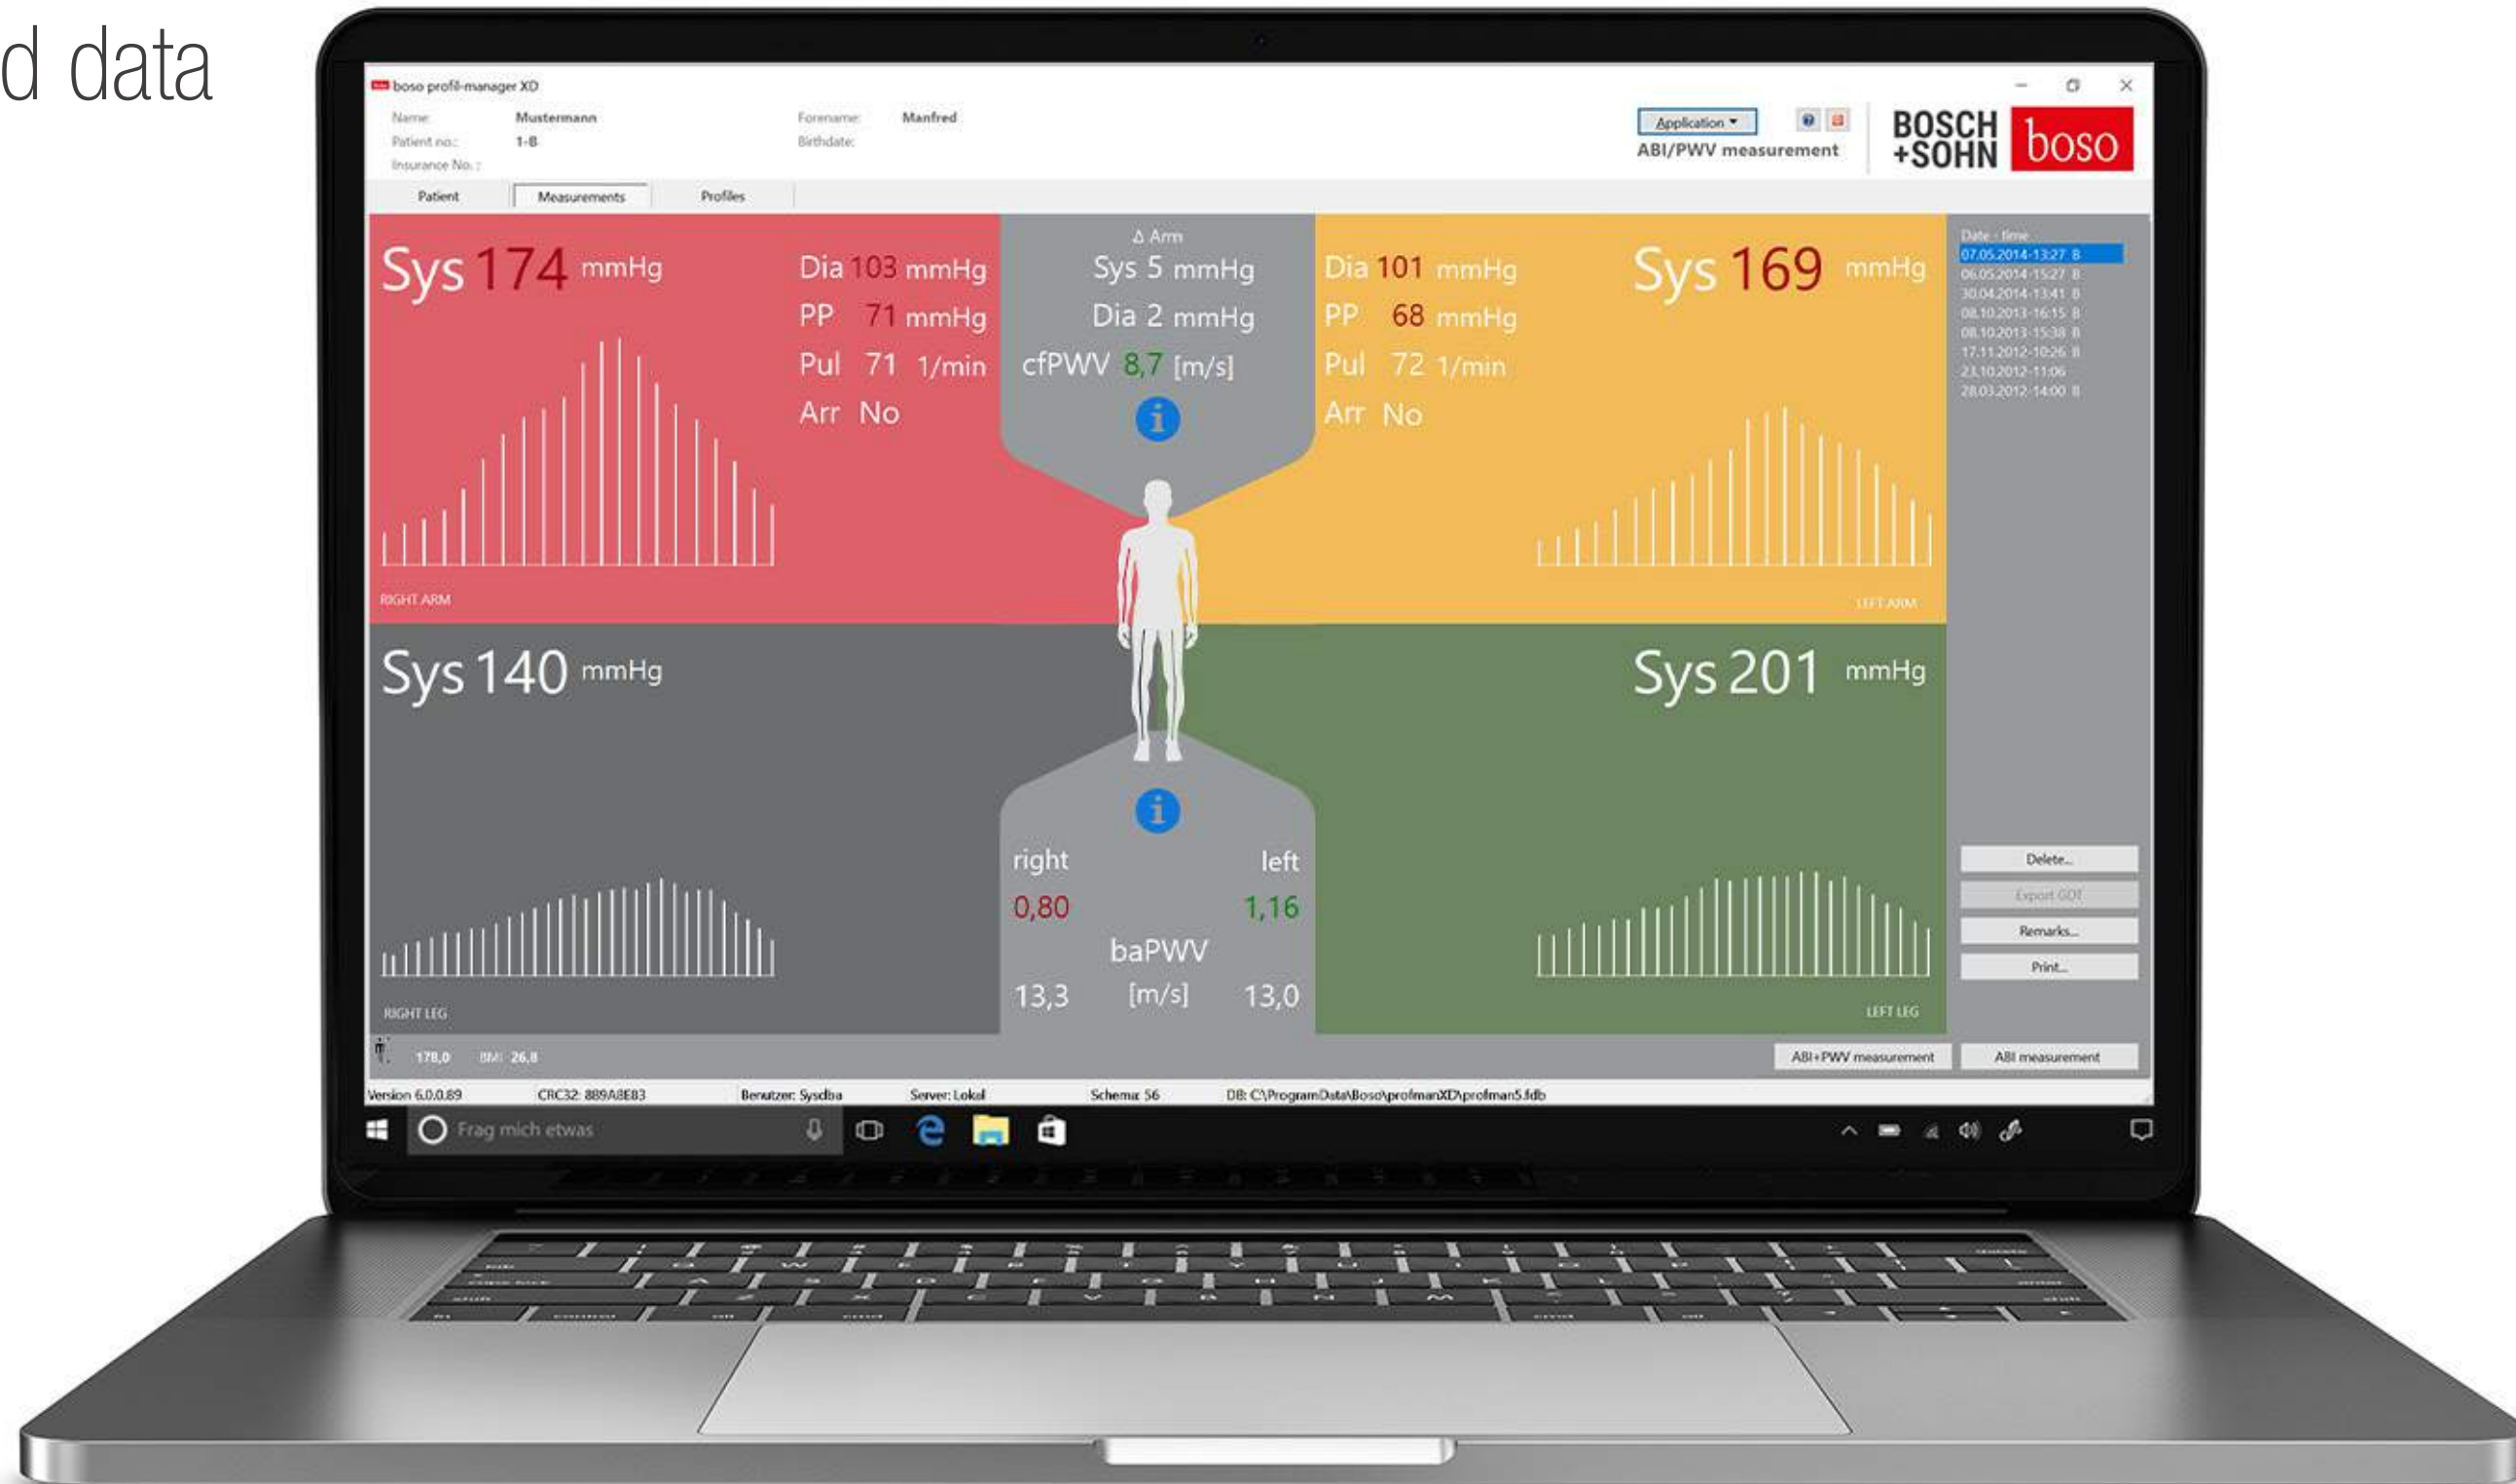 d data
boso profil-manager XD
Name: Mustermann Forename: Manfred
Patient no.: 1-B Birthdate:
Insurance No. :
Application
ABI/PWV measurement
BOSCH
+SOHN
boso
Patient Measurements Profiles
Sys 174 mmHg
Dia 103 mmHg
PP 71 mmHg
Pul 71 1/min
Arr No
RIGHT ARM
Δ Arm
Sys 5 mmHg
Dia 2 mmHg
cfPWV 8,7 [m/s]
i
Dia 101 mmHg
PP 68 mmHg
Pul 72 1/min
Arr No
Sys 169 mmHg
LEFT ARM
Date - time
07.05.2014-13:27 B
06.05.2014-15:27 B
30.04.2014-13:41 B
08.10.2013-16:15 B
08.10.2013-15:38 B
17.11.2012-10:26 B
23.10.2012-11:06
28.03.2012-14:00 B
Sys 140 mmHg
RIGHT LEG
i
right left
0,80 1,16
baPWV
13,3 [m/s] 13,0
Sys 201 mmHg
LEFT LEG
Delete...
Export GDT
Remarks...
Print...
178,0 BMI 26,8
ABI+PWV measurement ABI measurement
Version 6.0.0.89 CRC32: 889A8E83 Benutzer: Sysdba Server: Lokal Schema: 56 DB: C:\ProgramData\Boso\profmanXD\profman5.fdb
Frag mich etwas